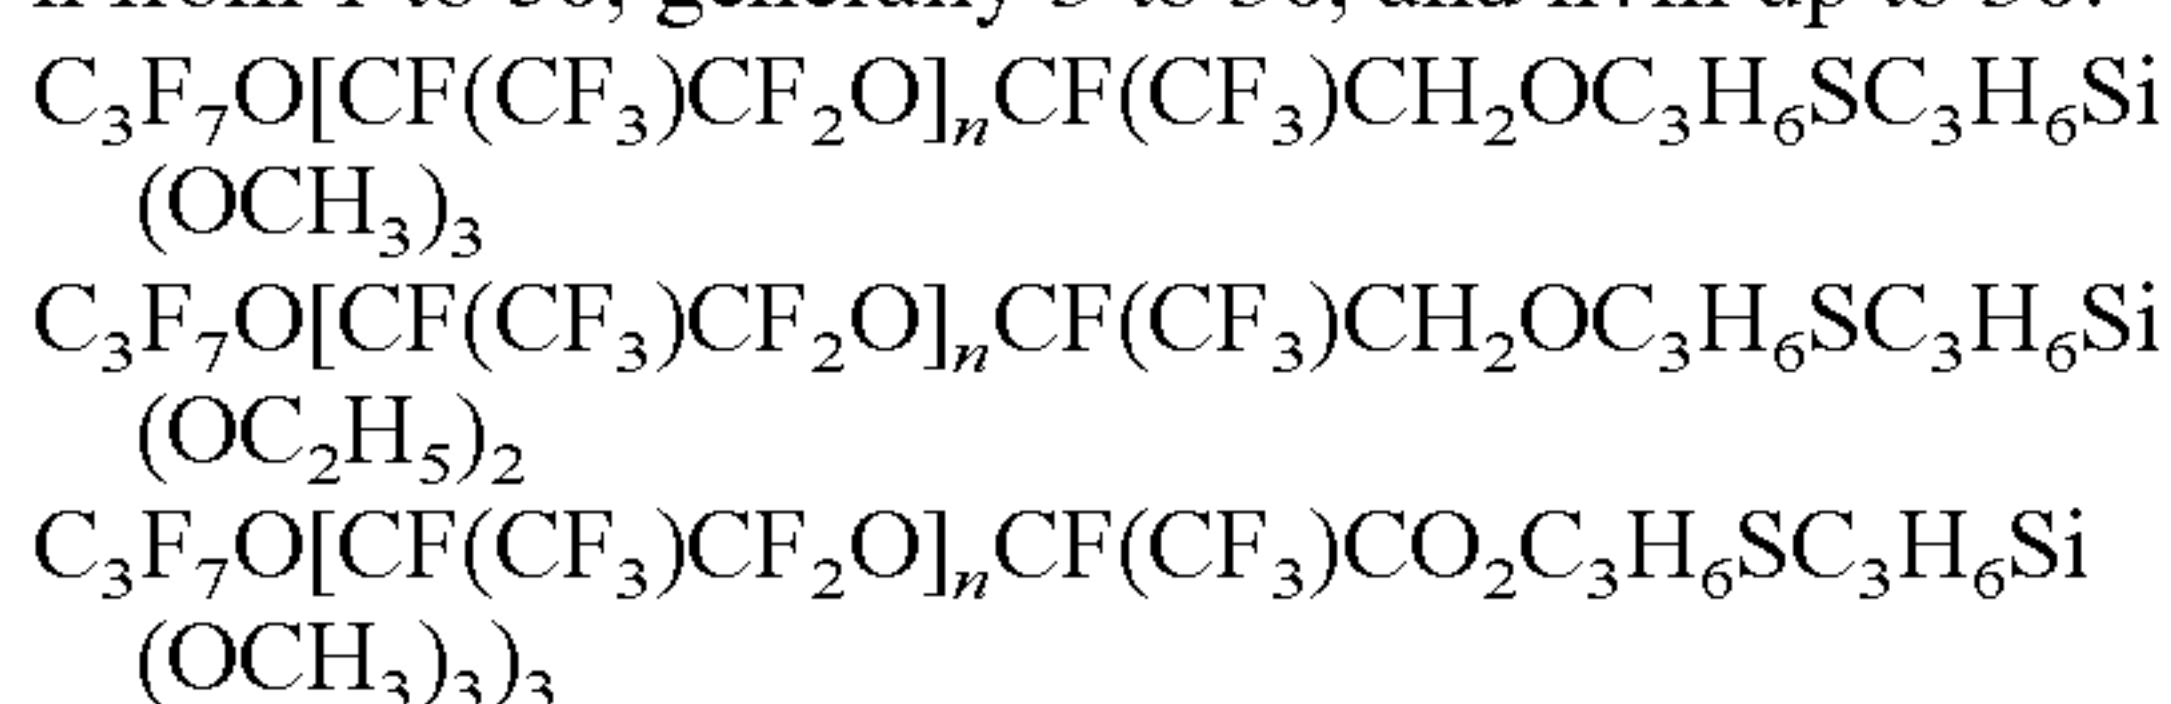 C₃F₇O[CF(CF₃)CF₂O]ₙCF(CF₃)CH₂OC₃H₆SC₃H₆Si
(OCH₃)₃
C₃F₇O[CF(CF₃)CF₂O]ₙCF(CF₃)CH₂OC₃H₆SC₃H₆Si
(OC₂H₅)₂
C₃F₇O[CF(CF₃)CF₂O]ₙCF(CF₃)CO₂C₃H₆SC₃H₆Si
(OCH₃)₃)₃